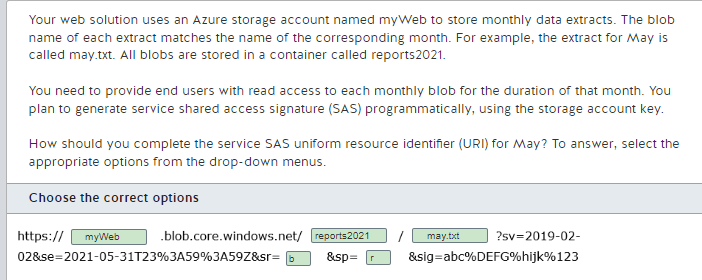 Your web solution uses an Azure storage account named myWeb to store monthly data extracts. The blob
name of each extract matches the name of the corresponding month. For example, the extract for May is
called may.txt. All blobs are stored in a container called reports2021.
You need to provide end users with read access to each monthly blob for the duration of that month. You
plan to generate service shared access signature (SAS) programmatically, using the storage account key.
How should you complete the service SAS uniform resource identifier (URI) for May? To answer, select the
appropriate options from the drop-down menus.
Choose the correct options
https:// myWeb .blob.core.windows.net/ reports2021 / may.txt ?sv=2019-02-
02&se=2021-05-31T23%3A59%3A59Z&sr= b &sp= r &sig=abc%DEFG%hijk%123